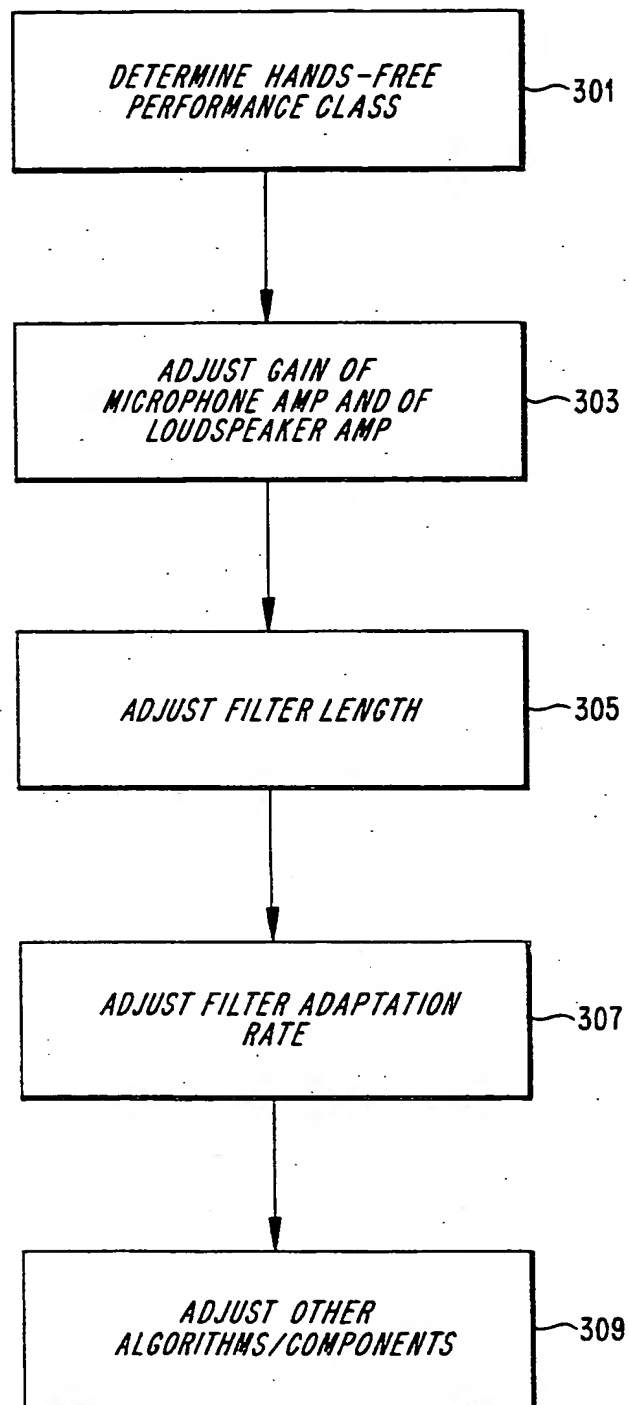 DETERMINE HANDS-FREE
PERFORMANCE CLASS
301
ADJUST GAIN OF
MICROPHONE AMP AND OF
LOUDSPEAKER AMP
303
ADJUST FILTER LENGTH
305
ADJUST FILTER ADAPTATION
RATE
307
ADJUST OTHER
ALGORITHMS/COMPONENTS
309